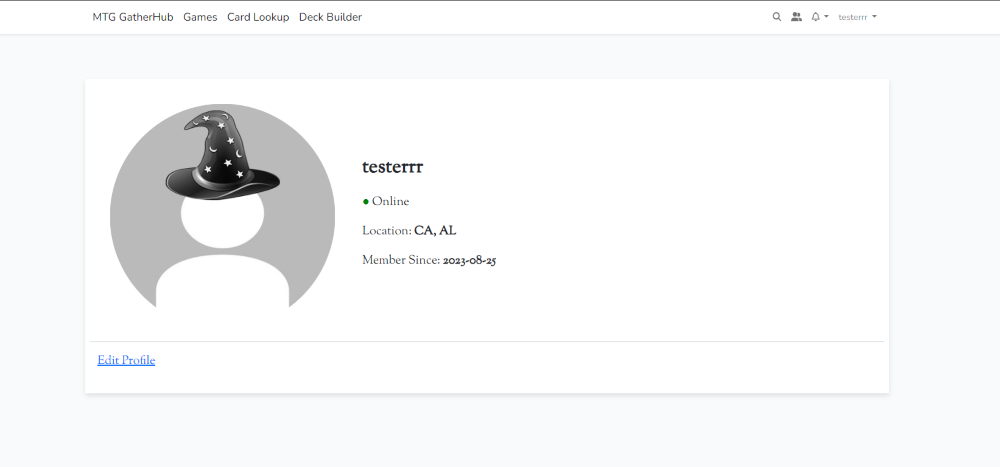 MTG GatherHub Games Card Lookup Deck Builder testerrr
testerrr
Online
Location: CA, AL
Member Since: 2023-08-25
Edit Profile